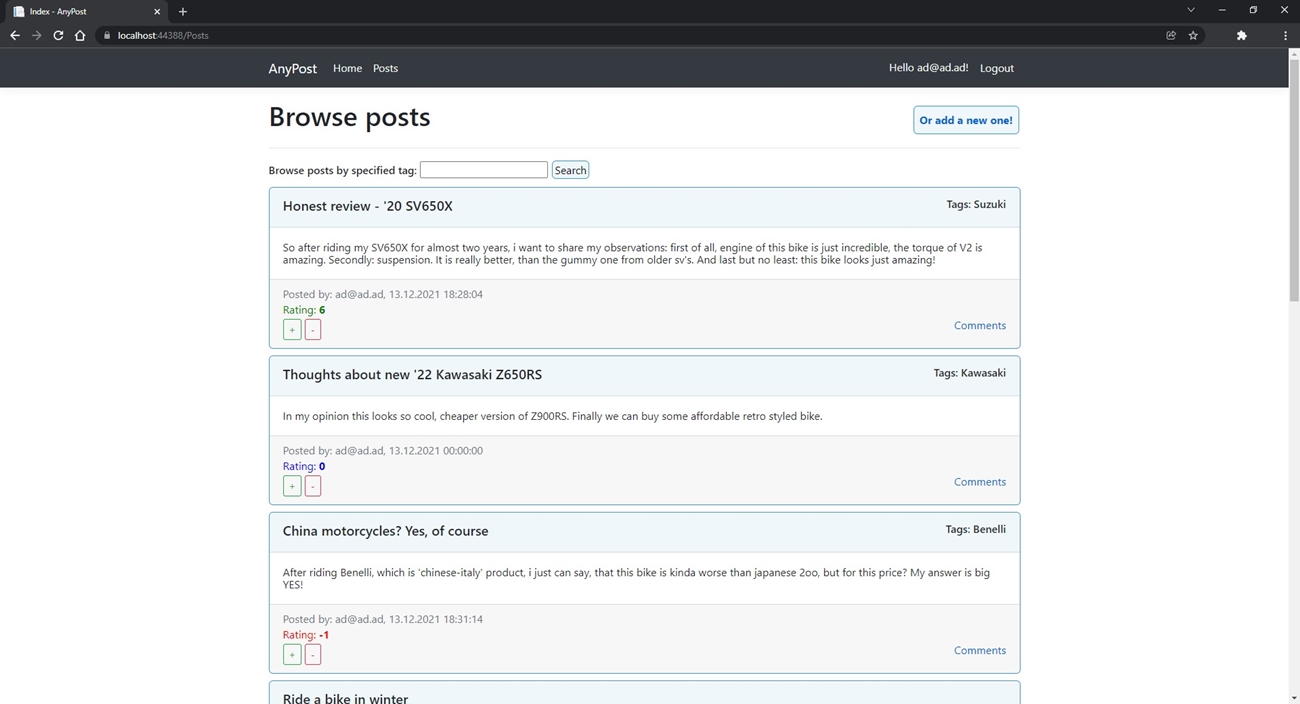 Index - AnyPost
localhost:44388/Posts
AnyPost Home Posts Hello ad@ad.ad! Logout
Browse posts Or add a new one!
Browse posts by specified tag: Search
Honest review - '20 SV650X Tags: Suzuki
So after riding my SV650X for almost two years, i want to share my observations: first of all, engine of this bike is just incredible, the torque of V2 is
amazing. Secondly: suspension. It is really better, than the gummy one from older sv's. And last but no least: this bike looks just amazing!
Posted by: ad@ad.ad, 13.12.2021 18:28:04
Rating: 6
+ -
Comments
Thoughts about new '22 Kawasaki Z650RS Tags: Kawasaki
In my opinion this looks so cool, cheaper version of Z900RS. Finally we can buy some affordable retro styled bike.
Posted by: ad@ad.ad, 13.12.2021 00:00:00
Rating: 0
+ -
Comments
China motorcycles? Yes, of course Tags: Benelli
After riding Benelli, which is 'chinese-italy' product, i just can say, that this bike is kinda worse than japanese 2oo, but for this price? My answer is big
YES!
Posted by: ad@ad.ad, 13.12.2021 18:31:14
Rating: -1
+ -
Comments
Ride a bike in winter